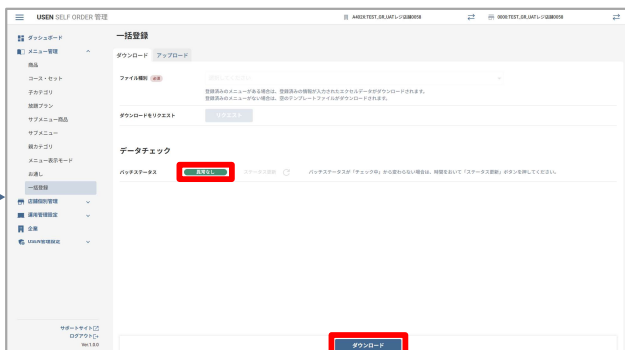 USEN SELF ORDER 管理
A4028:TEST_GR_UATレジ店舗0058
0000:TEST_GR_UATレジ店舗0058
ダッシュボード
メニュー管理
商品
コース・セット
子カテゴリ
放題プラン
サブメニュー商品
サブメニュー
親カテゴリ
メニュー表示モード
お通し
一括登録
店舗個別管理
運用管理設定
企業
USEN管理設定
サポートサイト
ログアウト
Ver.1.0.0
一括登録
ダウンロード アップロード
ファイル種別 必須
登録済みのメニューがある場合は、登録済みの情報が入力されたエクセルデータがダウンロードされます。
登録済みのメニューがない場合は、空のテンプレートファイルがダウンロードされます。
ダウンロードをリクエスト リクエスト
データチェック
バッチステータス 異常なし ステータス更新 バッチステータスが「チェック中」から変わらない場合は、時間をおいて「ステータス更新」ボタンを押してください。
ダウンロード